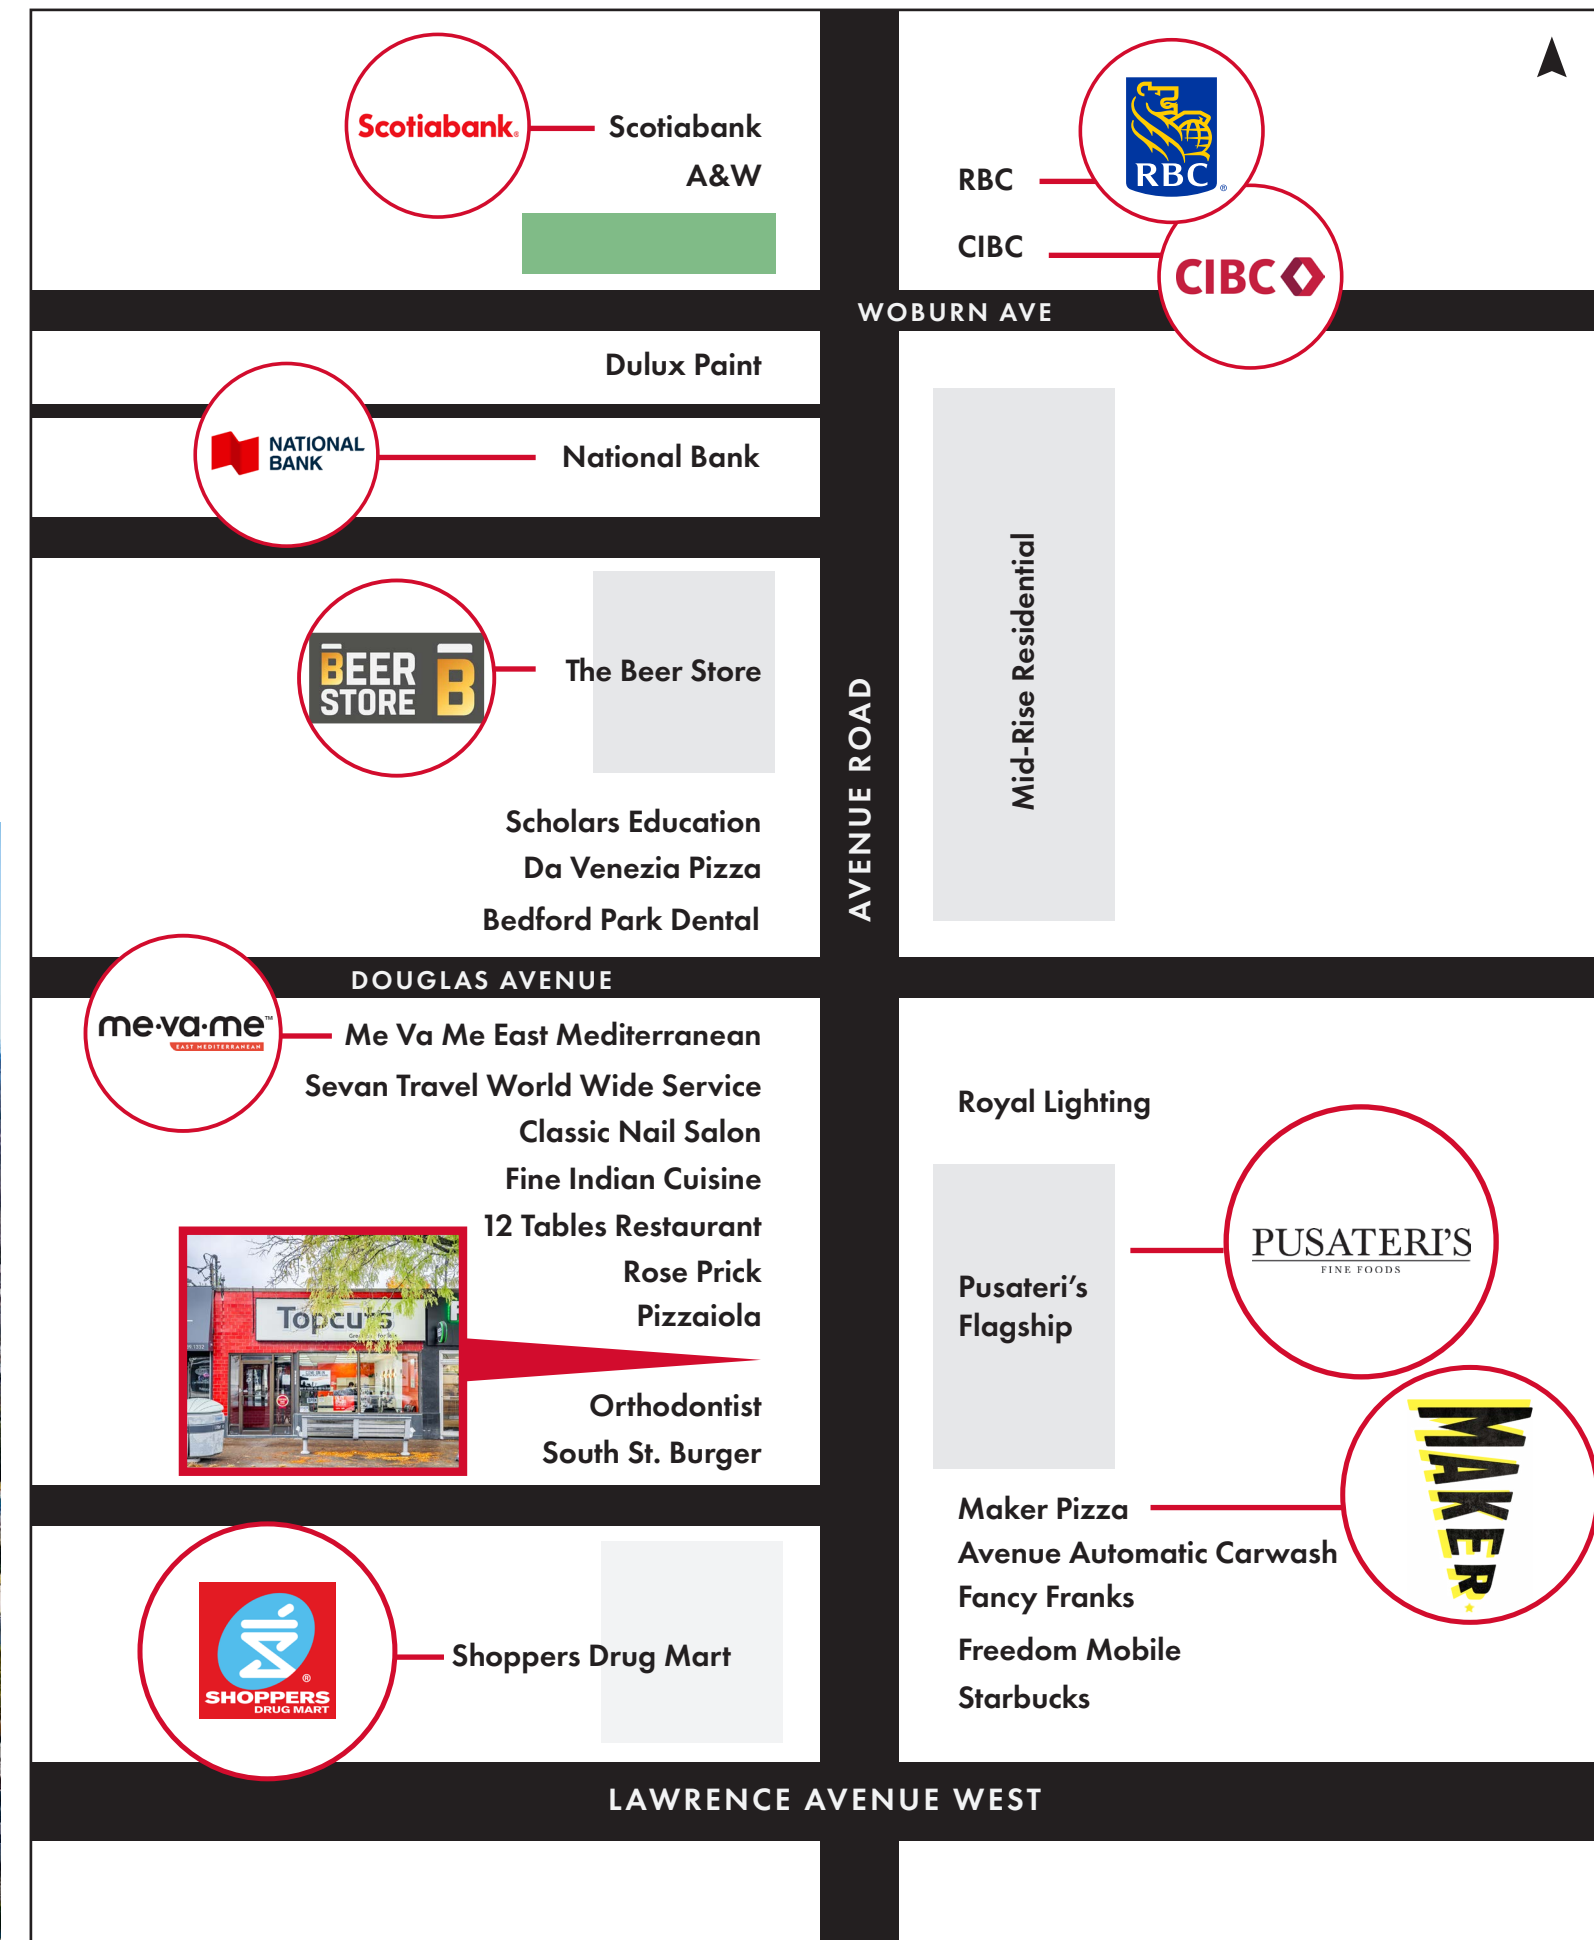 Scotiabank®
Scotiabank
A&W
RBC
®
RBC
CIBC
CIBC
WOBURN AVE
Dulux Paint
NATIONAL
BANK
National Bank
BEER
STORE
B
The Beer Store
Mid-Rise Residential
AVENUE ROAD
Scholars Education
Da Venezia Pizza
Bedford Park Dental
DOUGLAS AVENUE
me·va·me™
EAST MEDITERRANEAN
Me Va Me East Mediterranean
Sevan Travel World Wide Service
Classic Nail Salon
Fine Indian Cuisine
12 Tables Restaurant
Rose Prick
Pizzaiola
Topcuts
Orthodontist
South St. Burger
Royal Lighting
PUSATERI'S
FINE FOODS
Pusateri's
Flagship
MAKER
Maker Pizza
Avenue Automatic Carwash
Fancy Franks
Freedom Mobile
Starbucks
®
SHOPPERS
DRUG MART
Shoppers Drug Mart
LAWRENCE AVENUE WEST